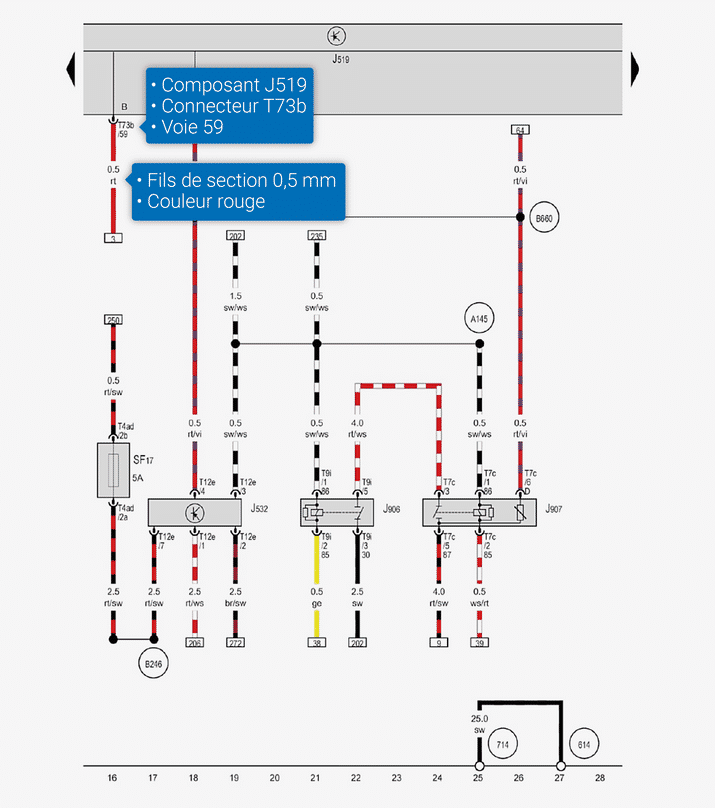 J519
B
T73b
/59
• Composant J519
• Connecteur T73b
• Voie 59
64
0.5
rt
0.5
rt/vi
• Fils de section 0,5 mm
• Couleur rouge
B660
3
202
235
1.5
sw/ws
0.5
sw/ws
A145
250
0.5
rt/sw
0.5
rt/vi
0.5
sw/ws
0.5
sw/ws
4.0
rt/ws
0.5
sw/ws
0.5
rt/vi
T4ad
/2b
SF17
5A
T4ad
/2a
T12e
/4
T12e
/3
T9i
/1
86
T9i
/5
T7c
/3
T7c
/1
86
T7c
/6
D
J532
J906
J907
T12e
/7
T12e
/1
T12e
/2
T9i
/2
85
T9i
/3
30
T7c
/5
87
T7c
/2
85
2.5
rt/sw
2.5
rt/sw
2.5
rt/ws
2.5
br/sw
0.5
ge
2.5
sw
4.0
rt/sw
0.5
ws/rt
206
272
38
202
9
39
B246
25.0
sw
714
614
16 17 18 19 20 21 22 23 24 25 26 27 28